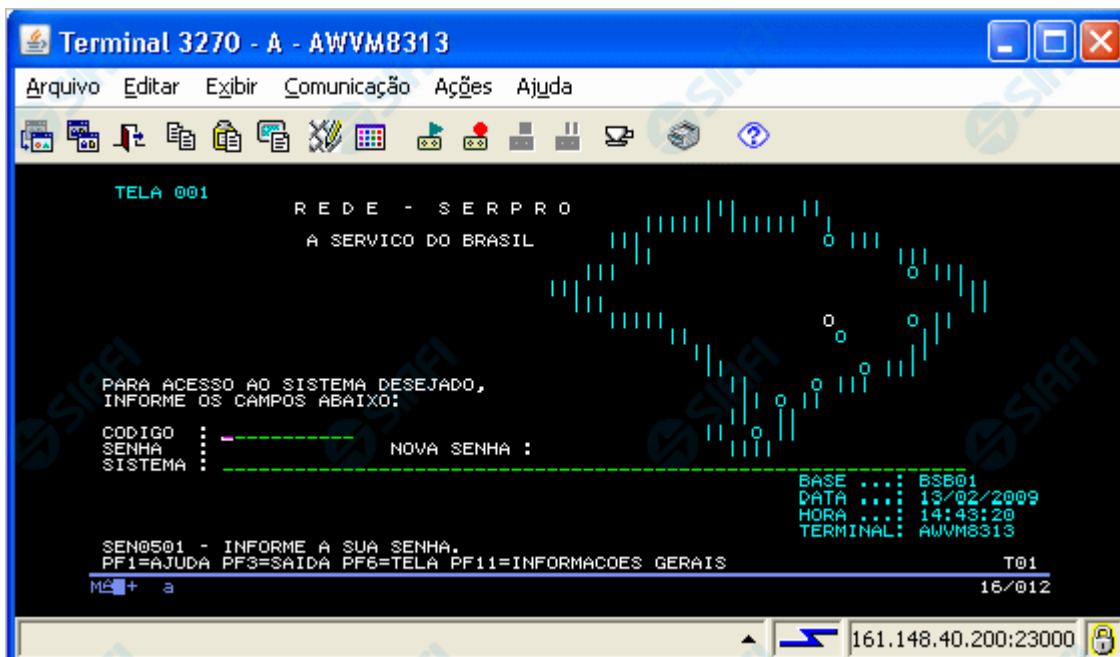 Terminal 3270 - A - AWVM8313
Arquivo Editar Exibir Comunicação Ações Ajuda
TELA 001
R E D E - S E R P R O
A SERVICO DO BRASIL
PARA ACESSO AO SISTEMA DESEJADO,
INFORME OS CAMPOS ABAIXO:
CODIGO :
SENHA : NOVA SENHA :
SISTEMA :
BASE ...: BSB01
DATA ...: 13/02/2009
HORA ...: 14:43:20
TERMINAL: AWVM8313
SEN0501 - INFORME A SUA SENHA.
PF1=AJUDA PF3=SAIDA PF6=TELA PF11=INFORMACOES GERAIS T01
MA + a 16/012
161.148.40.200:23000
SIAFI